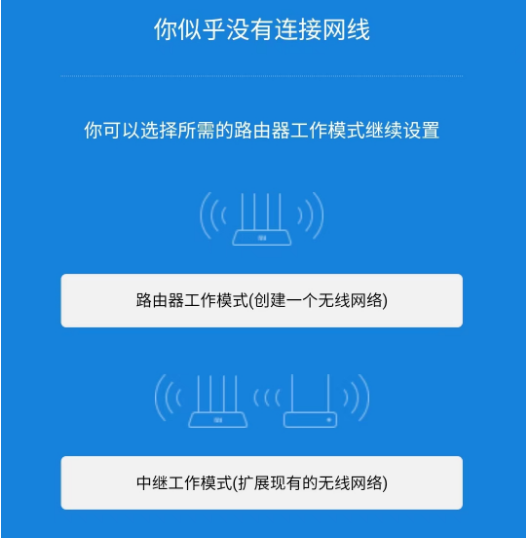 你似乎没有连接网线
你可以选择所需的路由器工作模式继续设置
路由器工作模式(创建一个无线网络)
中继工作模式(扩展现有的无线网络)